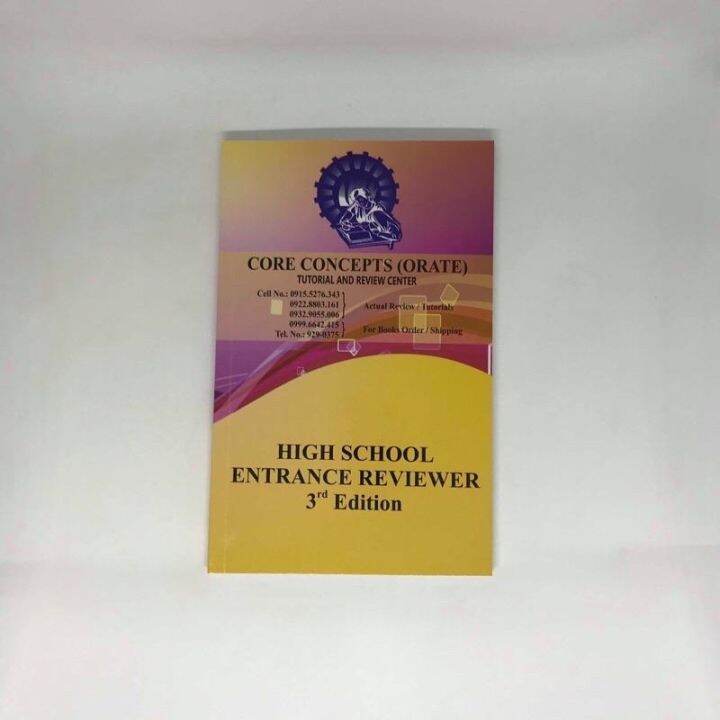 CORE CONCEPTS (ORATE)
TUTORIAL AND REVIEW CENTER
Cell No.: 0915.5276.343
0922.8803.161
0932.9055.006
Actual Review / Tutorials
0999.6642.415
Tel. No.: 929-0375
For Books Order / Shipping
HIGH SCHOOL
ENTRANCE REVIEWER
3rd Edition